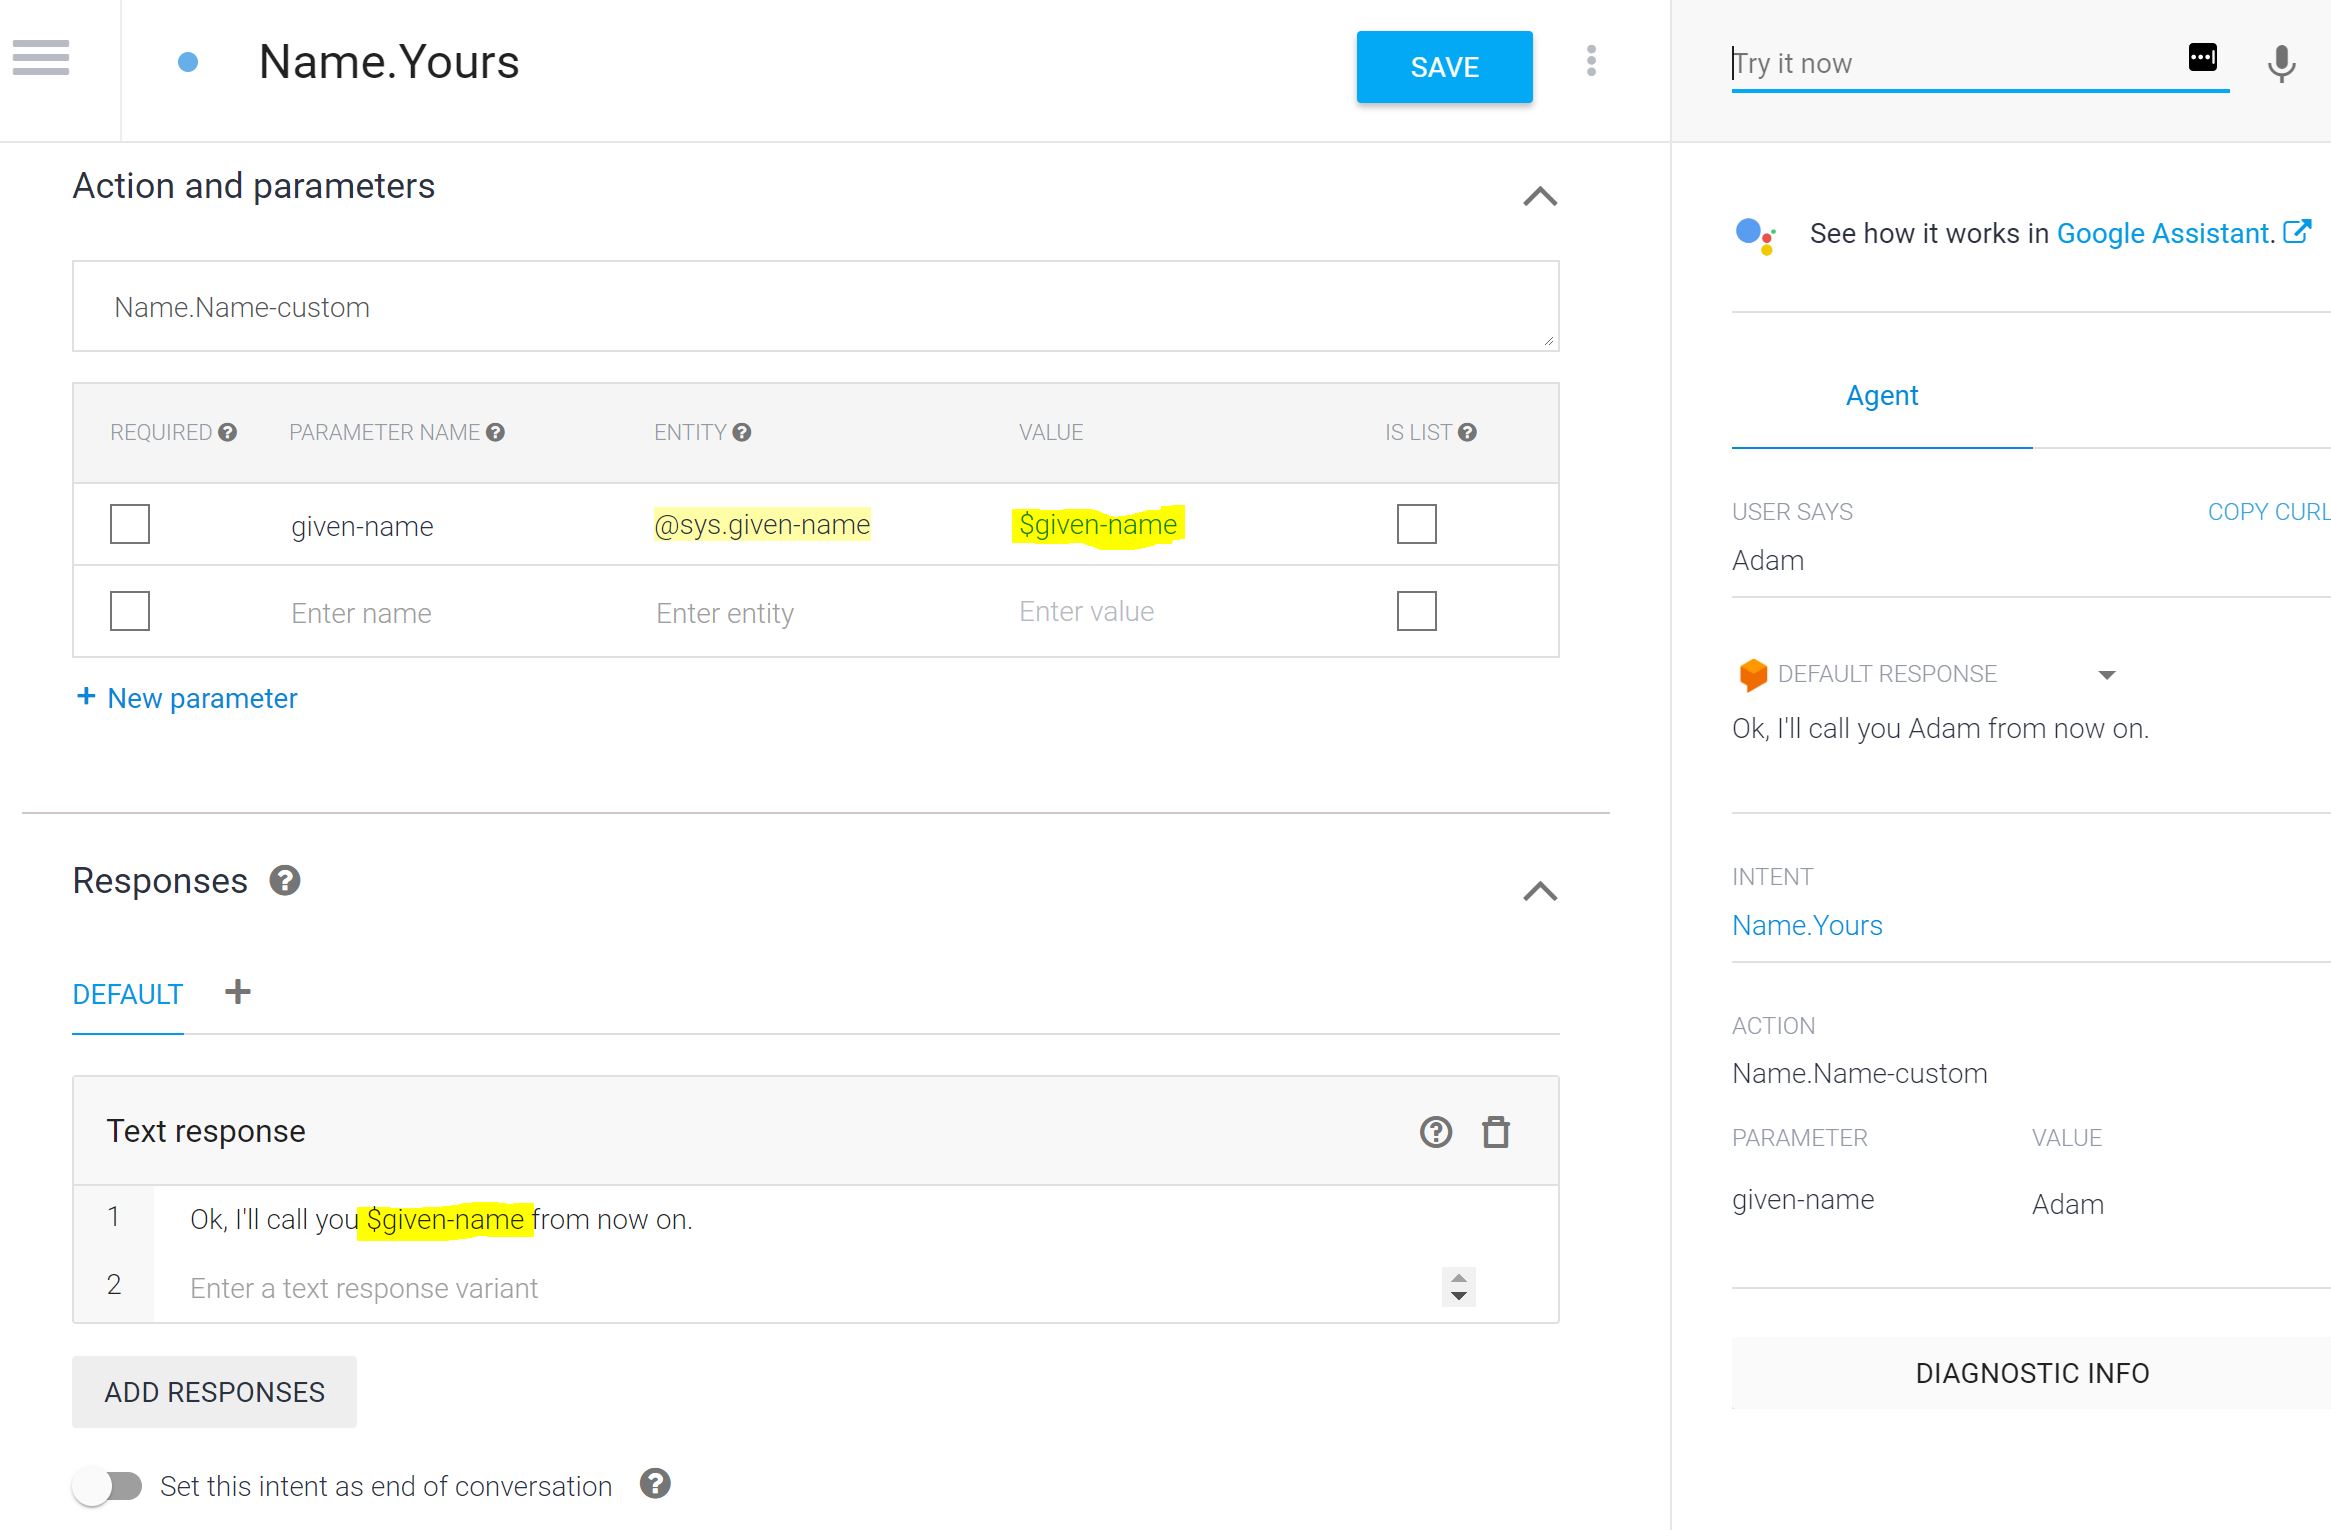 Name.Yours
SAVE
Try it now
Action and parameters
See how it works in Google Assistant.
Name.Name-custom
Agent
REQUIRED ? PARAMETER NAME ? ENTITY ? VALUE IS LIST ?
given-name @sys.given-name $given-name
Enter name Enter entity Enter value
+ New parameter
USER SAYS COPY CURL
Adam
DEFAULT RESPONSE
Ok, I'll call you Adam from now on.
Responses ?
INTENT
Name.Yours
DEFAULT +
ACTION
Name.Name-custom
PARAMETER VALUE
given-name Adam
Text response ?
1 Ok, I'll call you $given-name from now on.
2 Enter a text response variant
ADD RESPONSES
DIAGNOSTIC INFO
Set this intent as end of conversation ?